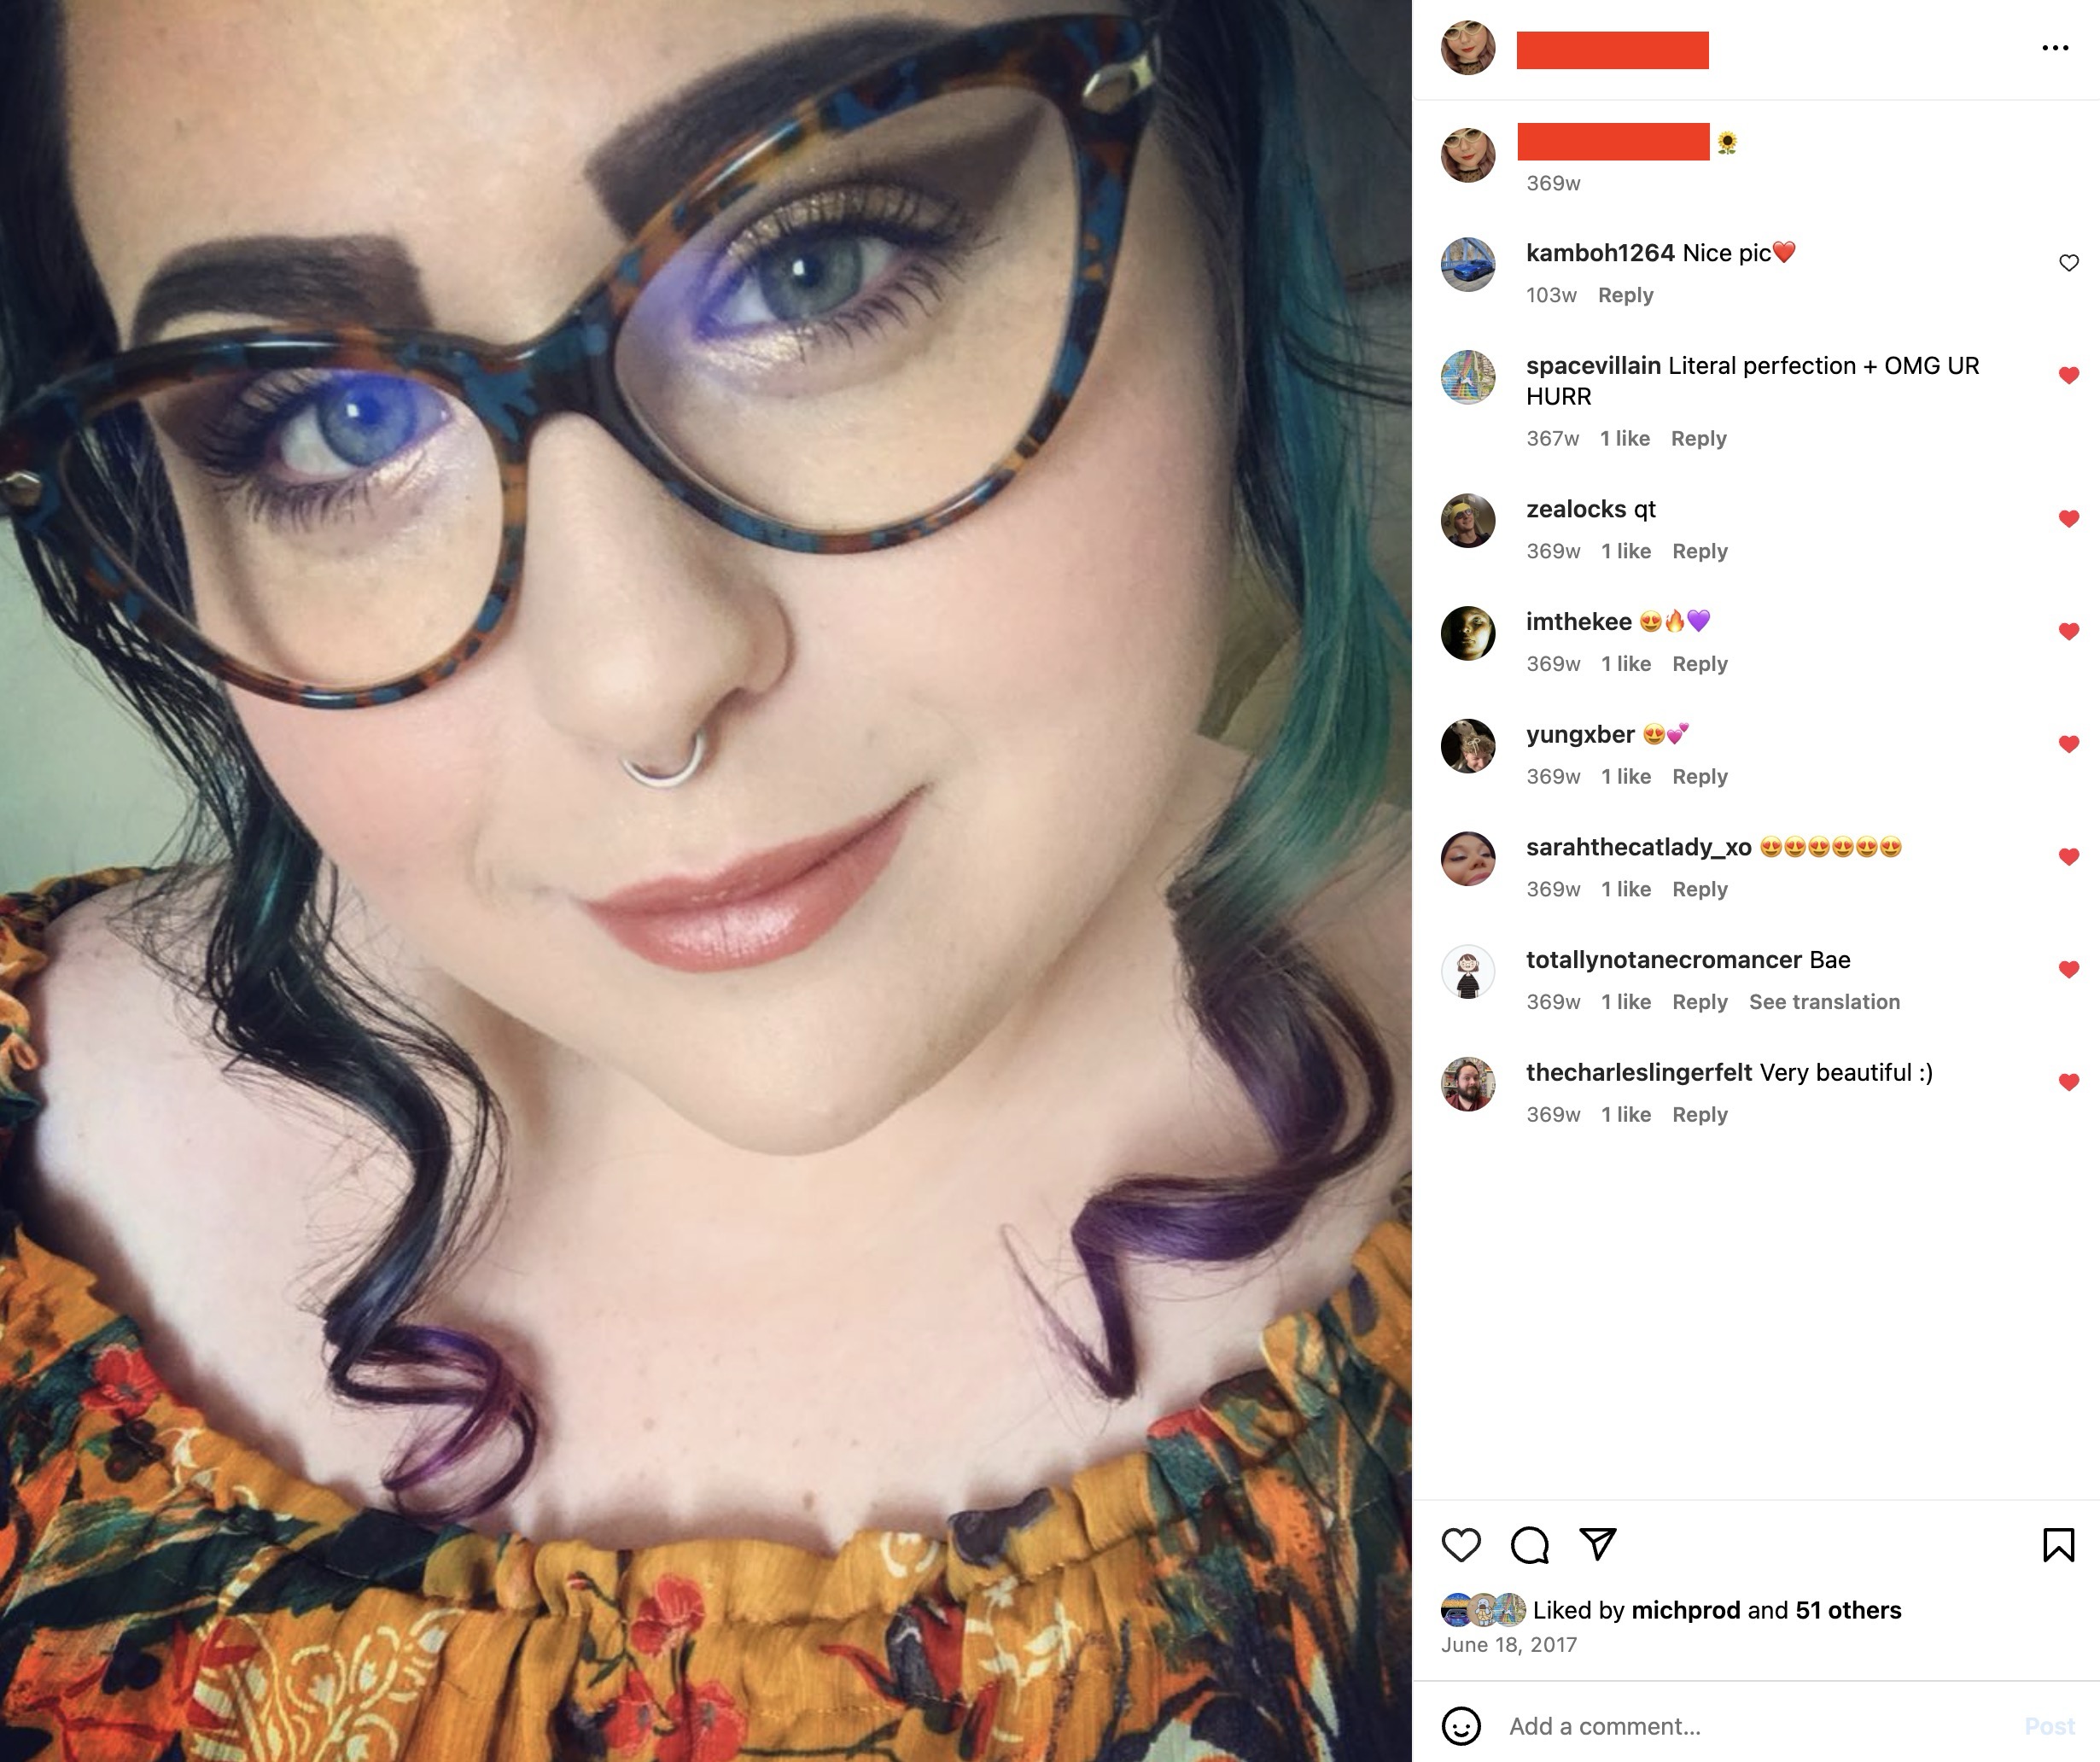 🌻
369w
kamboh1264 Nice pic❤️
103w Reply
spacevillain Literal perfection + OMG UR
HURR
367w 1 like Reply
zealocks qt
369w 1 like Reply
imthekee 😍🔥💜
369w 1 like Reply
yungxber 😍💕
369w 1 like Reply
sarahthecatlady_xo 😍😍😍😍😍😍
369w 1 like Reply
totallynotanecromancer Bae
369w 1 like Reply See translation
thecharleslingerfelt Very beautiful :)
369w 1 like Reply
Liked by michprod and 51 others
June 18, 2017
Add a comment...
Post